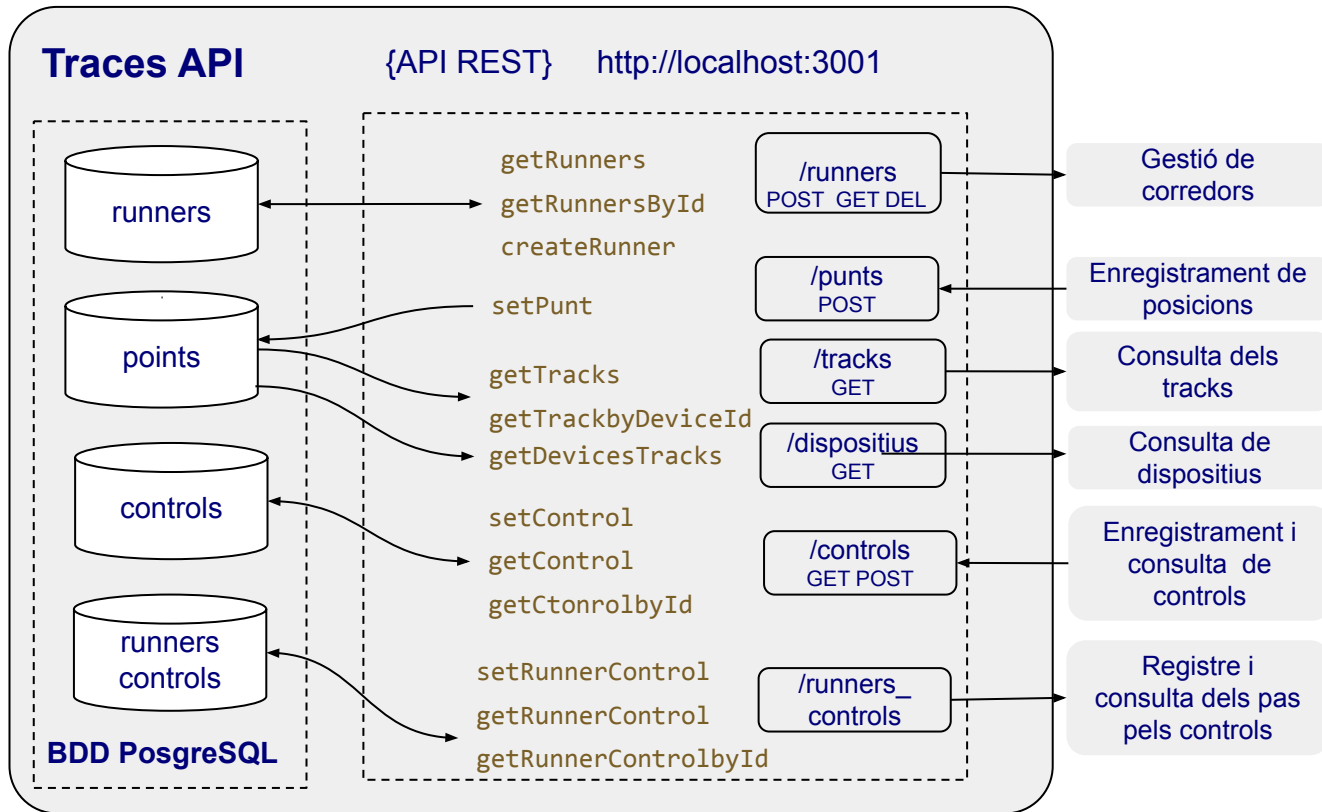 Traces API
{API REST} http://localhost:3001
runners
points
controls
runners
controls
BDD PosgreSQL
getRunners
getRunnersById
createRunner
setPunt
getTracks
getTrackbyDeviceId
getDevicesTracks
setControl
getControl
getCtonrolbyId
setRunnerControl
getRunnerControl
getRunnerControlbyId
/runners
POST GET DEL
/punts
POST
/tracks
GET
/dispositius
GET
/controls
GET POST
/runners_
controls
Gestió de
corredors
Enregistrament de
posicions
Consulta dels
tracks
Consulta de
dispositius
Enregistrament i
consulta de
controls
Registre i
consulta dels pas
pels controls